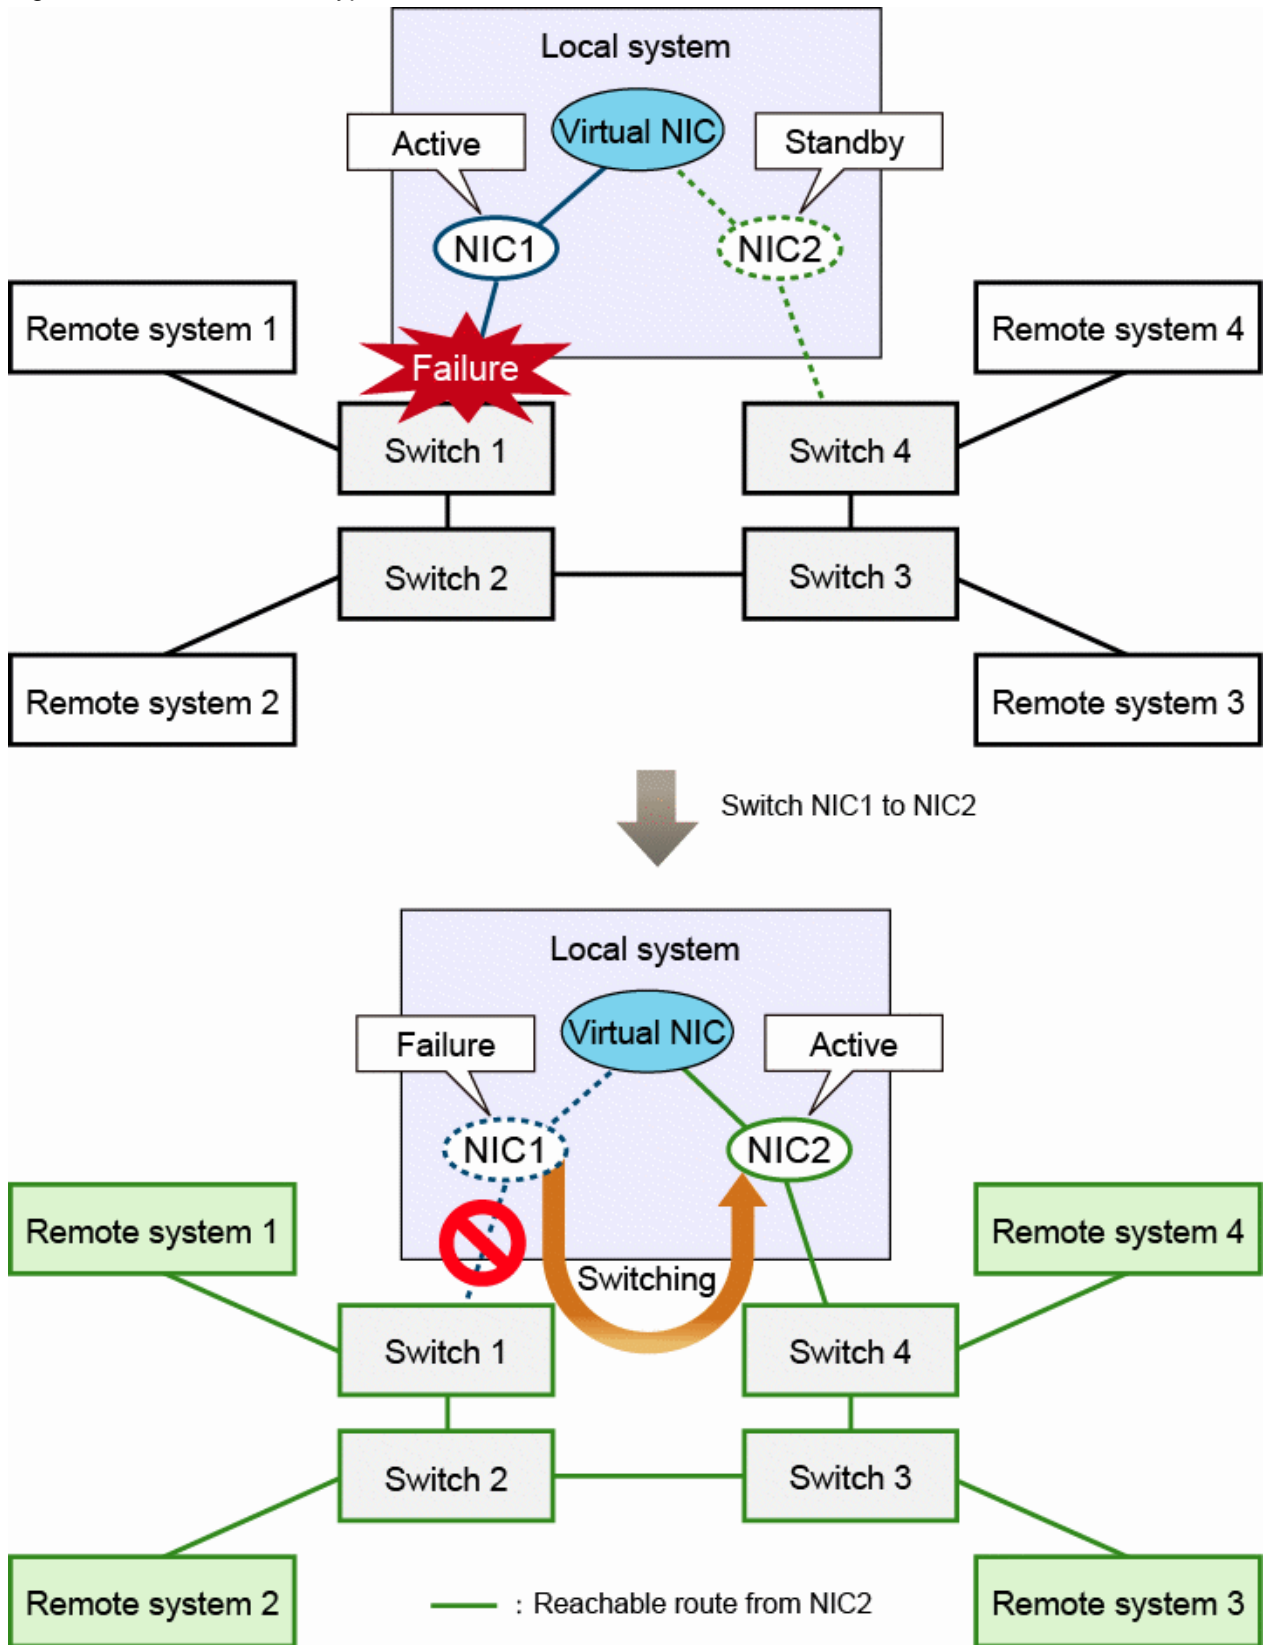 Local system
Virtual NIC
Active
Standby
NIC1
NIC2
Remote system 1
Remote system 4
Failure
Switch 1
Switch 4
Switch 2
Switch 3
Remote system 2
Remote system 3
Switch NIC1 to NIC2
Local system
Virtual NIC
Failure
Active
NIC1
NIC2
Remote system 1
Remote system 4
Switching
Switch 1
Switch 4
Switch 2
Switch 3
Remote system 2
Remote system 3
: Reachable route from NIC2